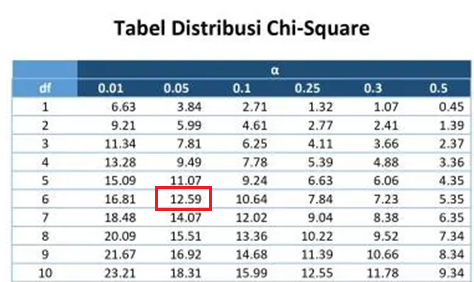 Tabel Distribusi Chi-Square
α
df 0.01 0.05 0.1 0.25 0.3 0.5
1 6.63 3.84 2.71 1.32 1.07 0.45
2 9.21 5.99 4.61 2.77 2.41 1.39
3 11.34 7.81 6.25 4.11 3.66 2.37
4 13.28 9.49 7.78 5.39 4.88 3.36
5 15.09 11.07 9.24 6.63 6.06 4.35
6 16.81 12.59 10.64 7.84 7.23 5.35
7 18.48 14.07 12.02 9.04 8.38 6.35
8 20.09 15.51 13.36 10.22 9.52 7.34
9 21.67 16.92 14.68 11.39 10.66 8.34
10 23.21 18.31 15.99 12.55 11.78 9.34